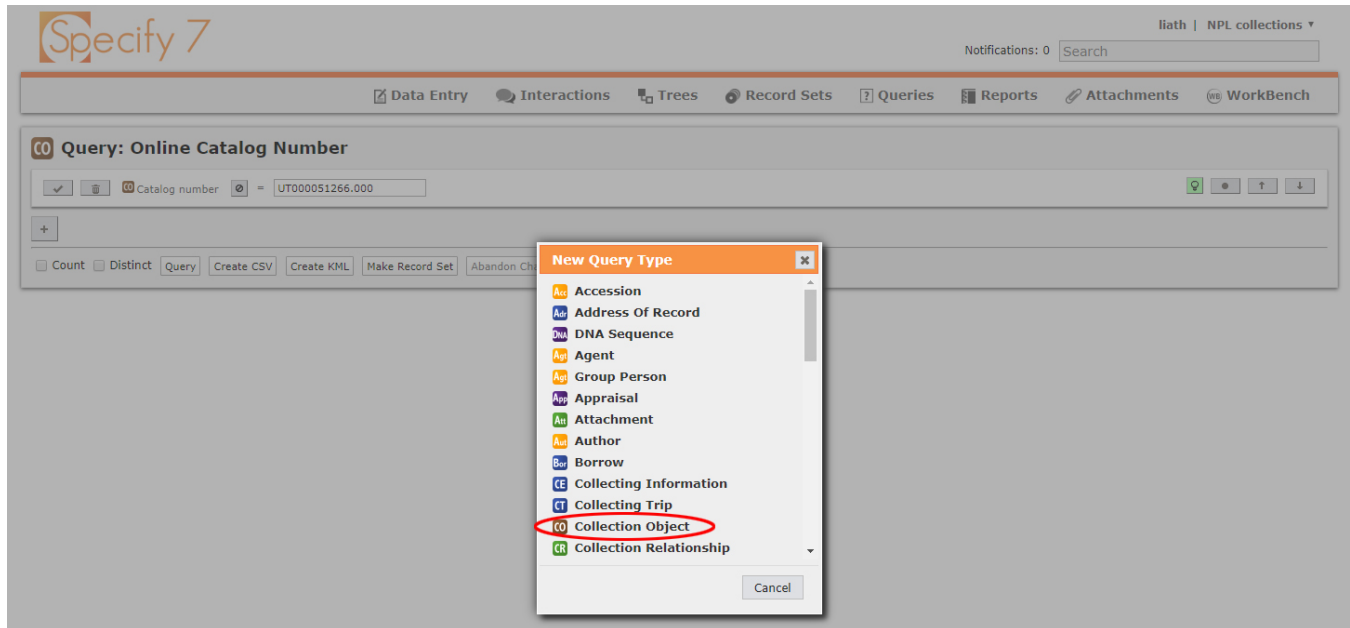 Specify 7
liath | NPL collections ▼
Notifications: 0 Search
Data Entry Interactions Trees Record Sets ? Queries Reports Attachments WB WorkBench
CO Query: Online Catalog Number
CO Catalog number = UT000051266.000
+
Count Distinct Query Create CSV Create KML Make Record Set Abandon Cha
New Query Type
Acc Accession
Adr Address Of Record
DNA DNA Sequence
Agt Agent
Agt Group Person
App Appraisal
Att Attachment
Aut Author
Bor Borrow
CE Collecting Information
CT Collecting Trip
CO Collection Object
CR Collection Relationship
Cancel